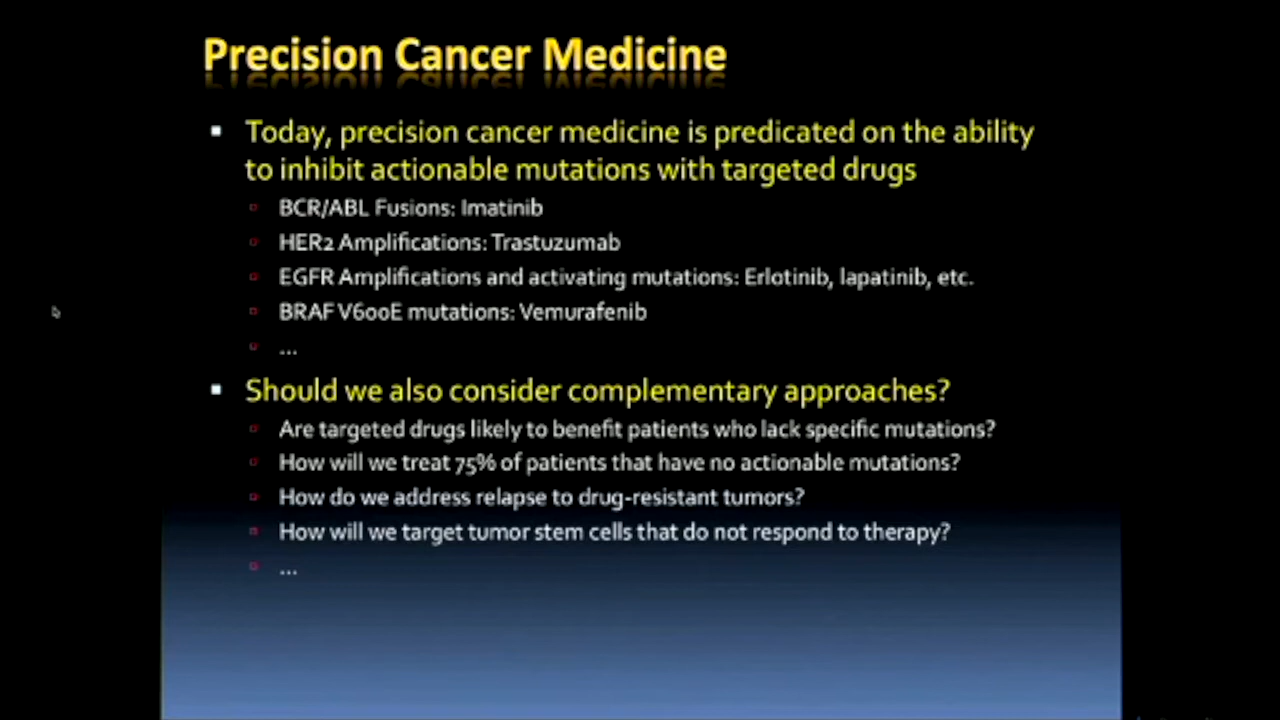 Precision Cancer Medicine
Today, precision cancer medicine is predicated on the ability
to inhibit actionable mutations with targeted drugs
BCR/ABL Fusions: Imatinib
HER2 Amplifications: Trastuzumab
EGFR Amplifications and activating mutations: Erlotinib, lapatinib, etc.
BRAF V600E mutations: Vemurafenib
...
Should we also consider complementary approaches?
Are targeted drugs likely to benefit patients who lack specific mutations?
How will we treat 75% of patients that have no actionable mutations?
How do we address relapse to drug-resistant tumors?
How will we target tumor stem cells that do not respond to therapy?
...